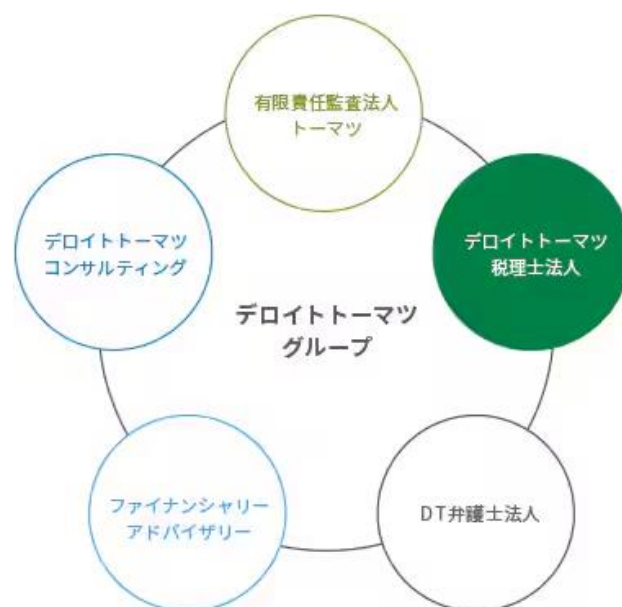 有限責任監査法人
トーマツ
デロイトトーマツ
コンサルティング
デロイトトーマツ
税理士法人
デロイトトーマツ
グループ
ファイナンシャリー
アドバイザリー
DT弁護士法人